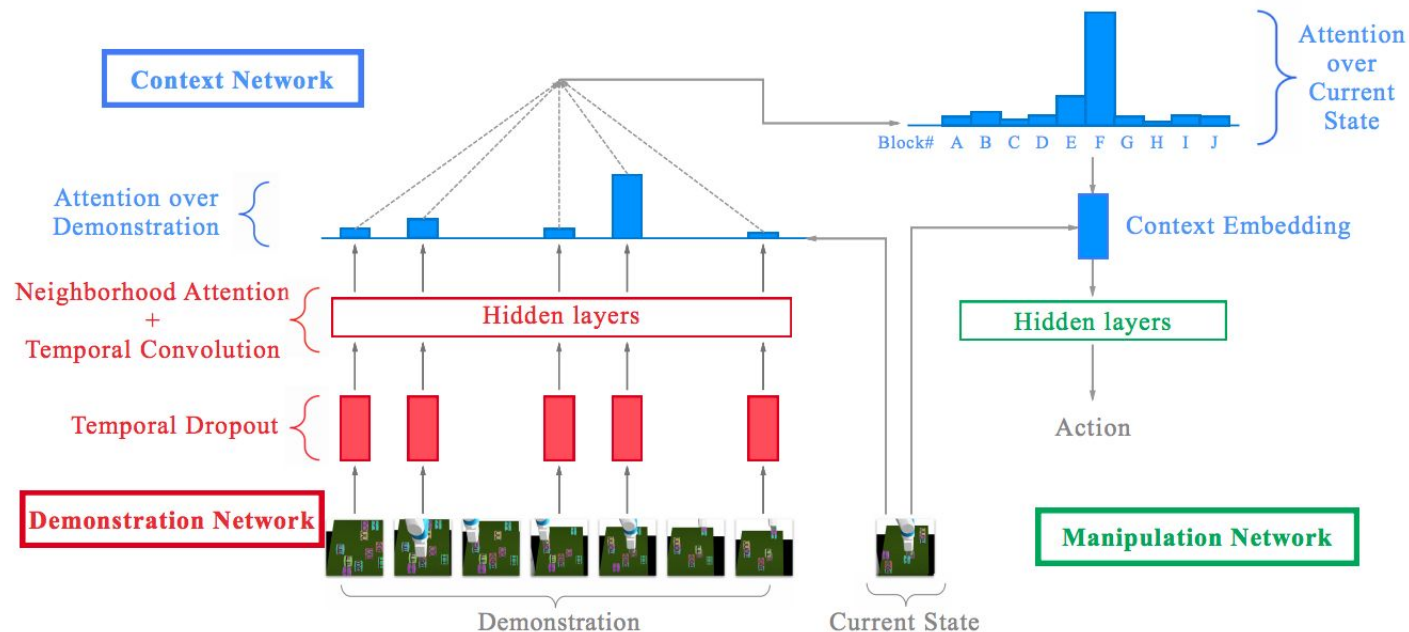 Context Network
Attention
over
Current
State
Block# A B C D E F G H I J
Attention over
Demonstration
Context Embedding
Neighborhood Attention
+
Temporal Convolution
Hidden layers
Hidden layers
Temporal Dropout
Action
Demonstration Network
Manipulation Network
Demonstration
Current State